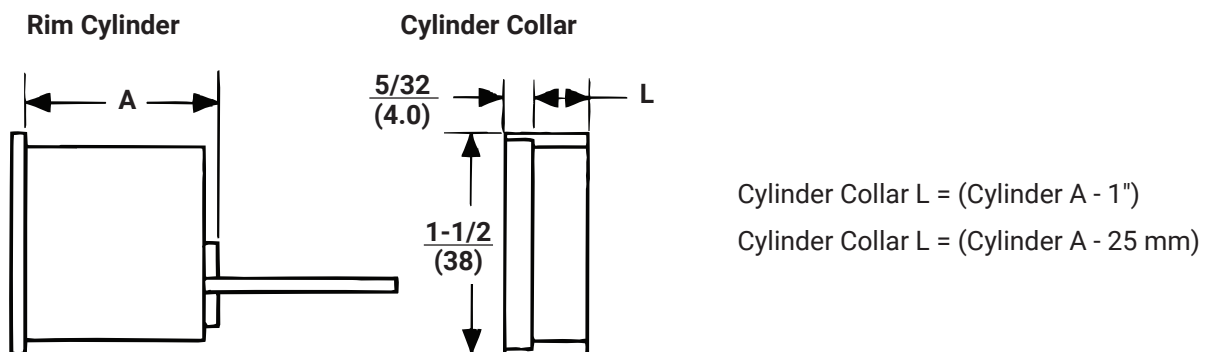 Rim Cylinder
Cylinder Collar
A
5/32
(4.0)
L
1-1/2
(38)
Cylinder Collar L = (Cylinder A - 1")
Cylinder Collar L = (Cylinder A - 25 mm)